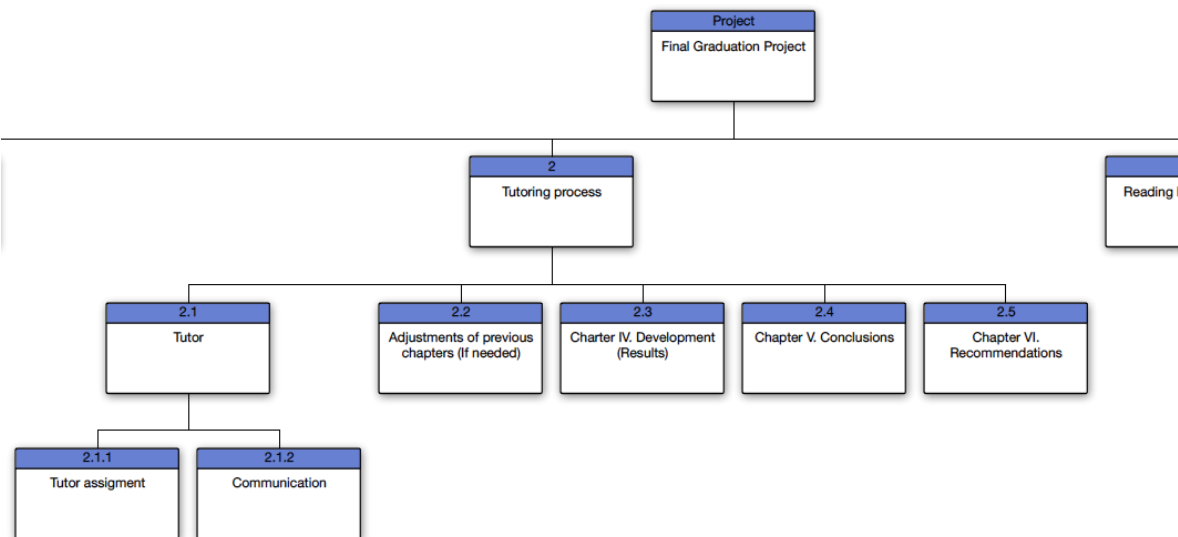 Project
Final Graduation Project
2
Tutoring process
Reading
2.1
Tutor
2.2
Adjustments of previous
chapters (If needed)
2.3
Charter IV. Development
(Results)
2.4
Chapter V. Conclusions
2.5
Chapter VI.
Recommendations
2.1.1
Tutor assigment
2.1.2
Communication